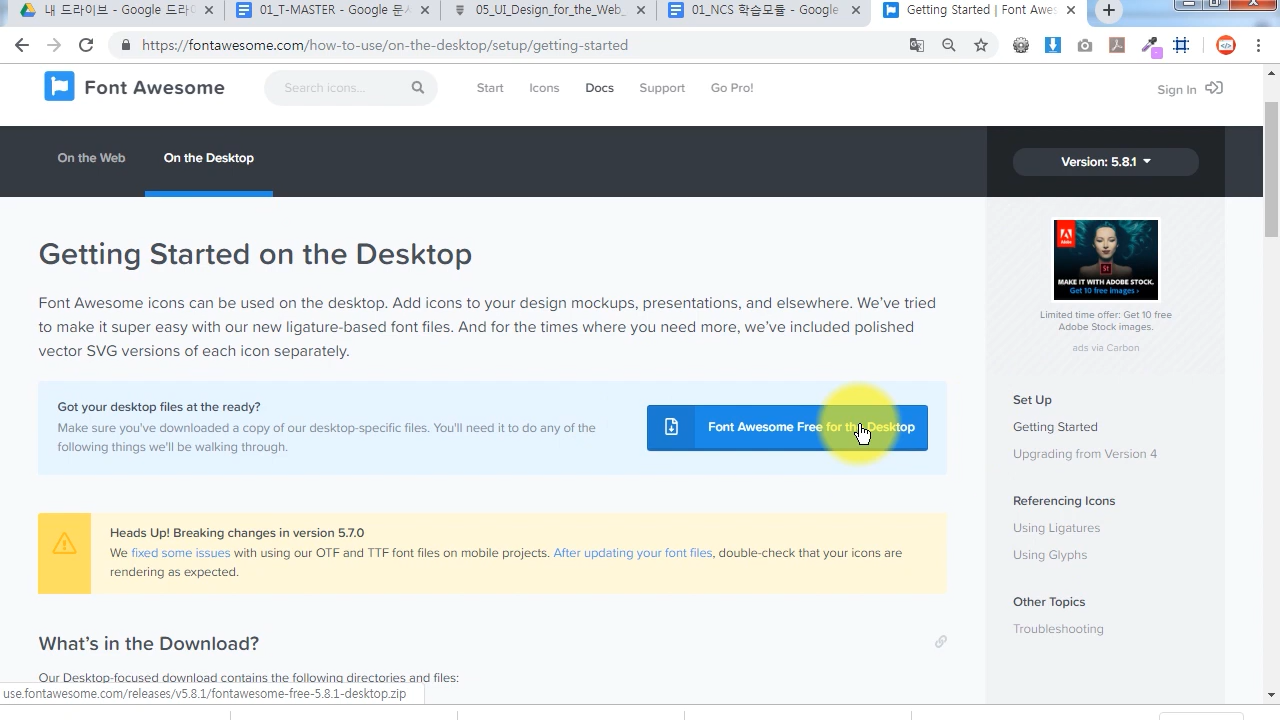 내 드라이브 - Google 드라이
01_T-MASTER - Google 문서
05_UI_Design_for_the_Web_
01_NCS 학습모듈 - Google
Getting Started | Font Awes
https://fontawesome.com/how-to-use/on-the-desktop/setup/getting-started
Font Awesome
Search icons...
Start
Icons
Docs
Support
Go Pro!
Sign In
On the Web
On the Desktop
Version: 5.8.1
Getting Started on the Desktop
Font Awesome icons can be used on the desktop. Add icons to your design mockups, presentations, and elsewhere. We’ve tried
to make it super easy with our new ligature-based font files. And for the times where you need more, we’ve included polished
vector SVG versions of each icon separately.
Got your desktop files at the ready?
Make sure you've downloaded a copy of our desktop-specific files. You'll need it to do any of the
following things we'll be walking through.
Font Awesome Free for the Desktop
Heads Up! Breaking changes in version 5.7.0
We fixed some issues with using our OTF and TTF font files on mobile projects. After updating your font files, double-check that your icons are
rendering as expected.
What’s in the Download?
Our Desktop-focused download contains the following directories and files:
Adobe
St
MAKE IT WITH ADOBE STOCK.
Get 10 free images ›
Limited time offer: Get 10 free
Adobe Stock images.
ads via Carbon
Set Up
Getting Started
Upgrading from Version 4
Referencing Icons
Using Ligatures
Using Glyphs
Other Topics
Troubleshooting
use.fontawesome.com/releases/v5.8.1/fontawesome-free-5.8.1-desktop.zip